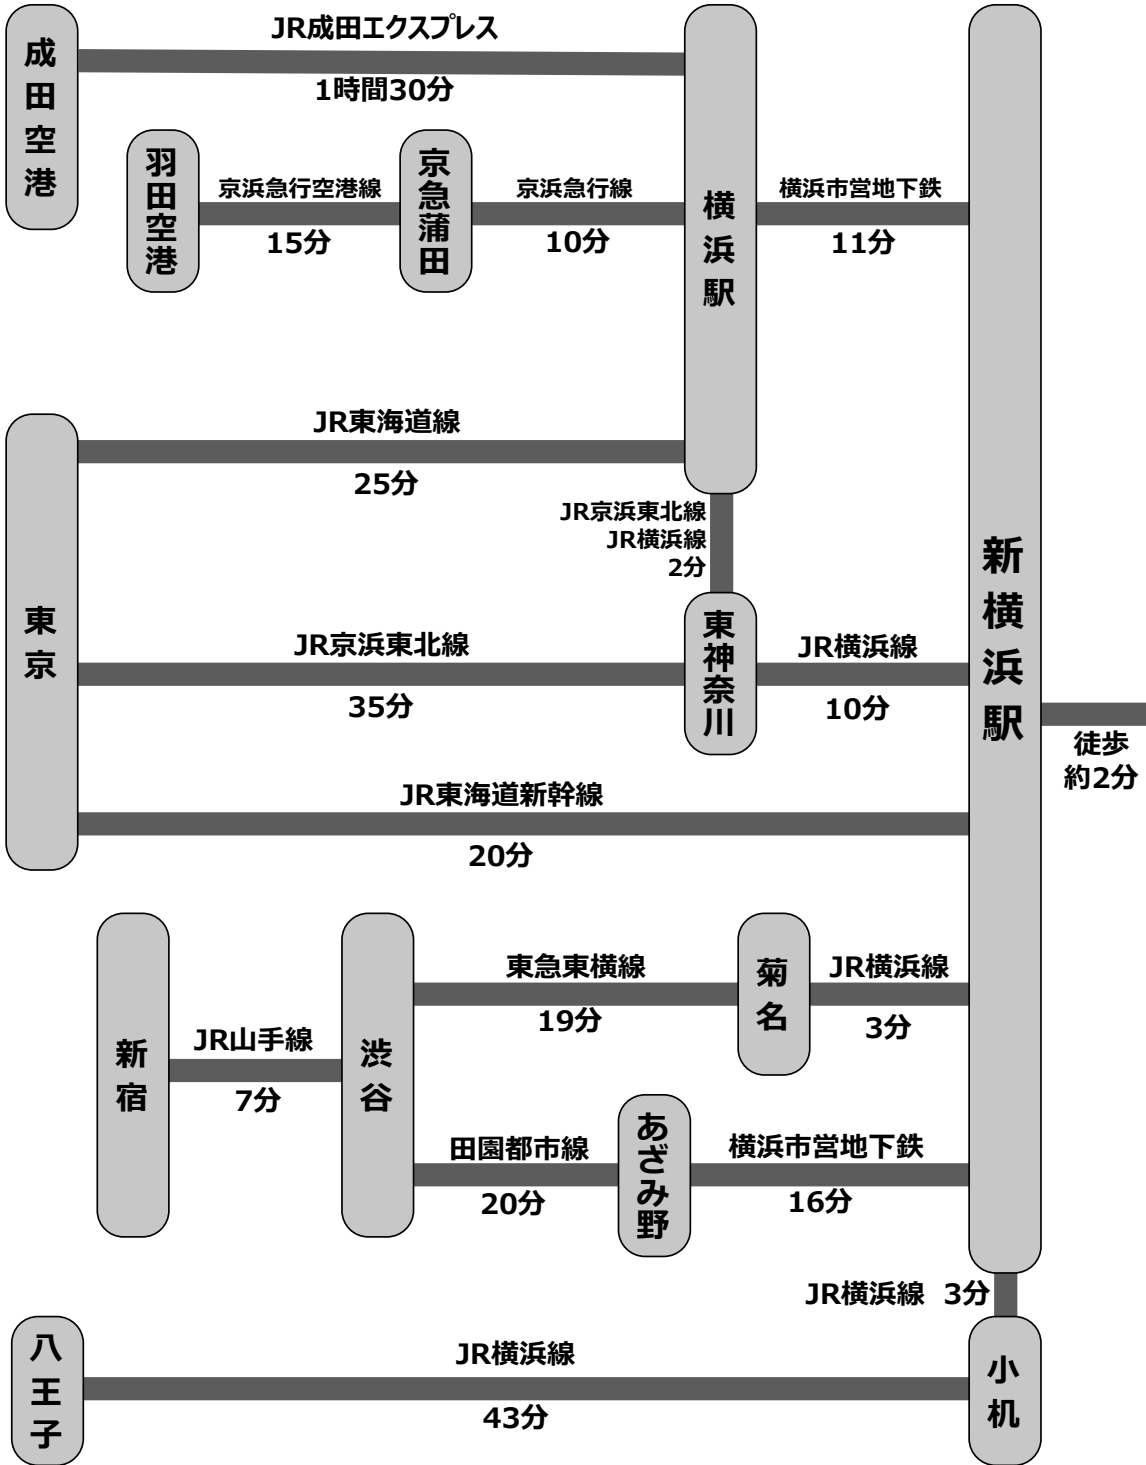 成田空港
JR成田エクスプレス
1時間30分
羽田空港
京浜急行空港線
15分
京急蒲田
京浜急行線
10分
横浜駅
横浜市営地下鉄
11分
新横浜駅
東京
JR東海道線
25分
JR京浜東北線
JR横浜線
2分
JR京浜東北線
35分
東神奈川
JR横浜線
10分
徒歩
約2分
JR東海道新幹線
20分
新宿
JR山手線
7分
渋谷
東急東横線
19分
菊名
JR横浜線
3分
田園都市線
20分
あざみ野
横浜市営地下鉄
16分
JR横浜線 3分
八王子
JR横浜線
43分
小机